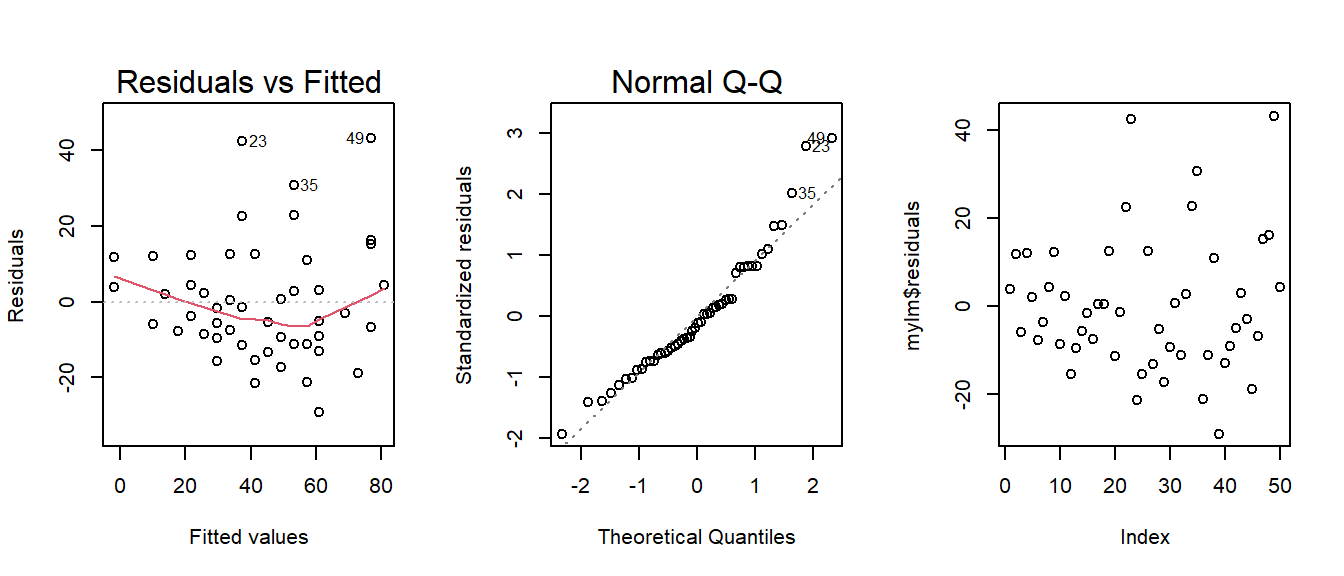 Residuals vs Fitted
Residuals
40
20
0
-20
23
49
35
0 20 40 60 80
Fitted values
Normal Q-Q
Standardized residuals
3
2
1
0
-1
-2
49
23
35
-2 -1 0 1 2
Theoretical Quantiles
mylm$residuals
40
20
0
-20
0 10 20 30 40 50
Index